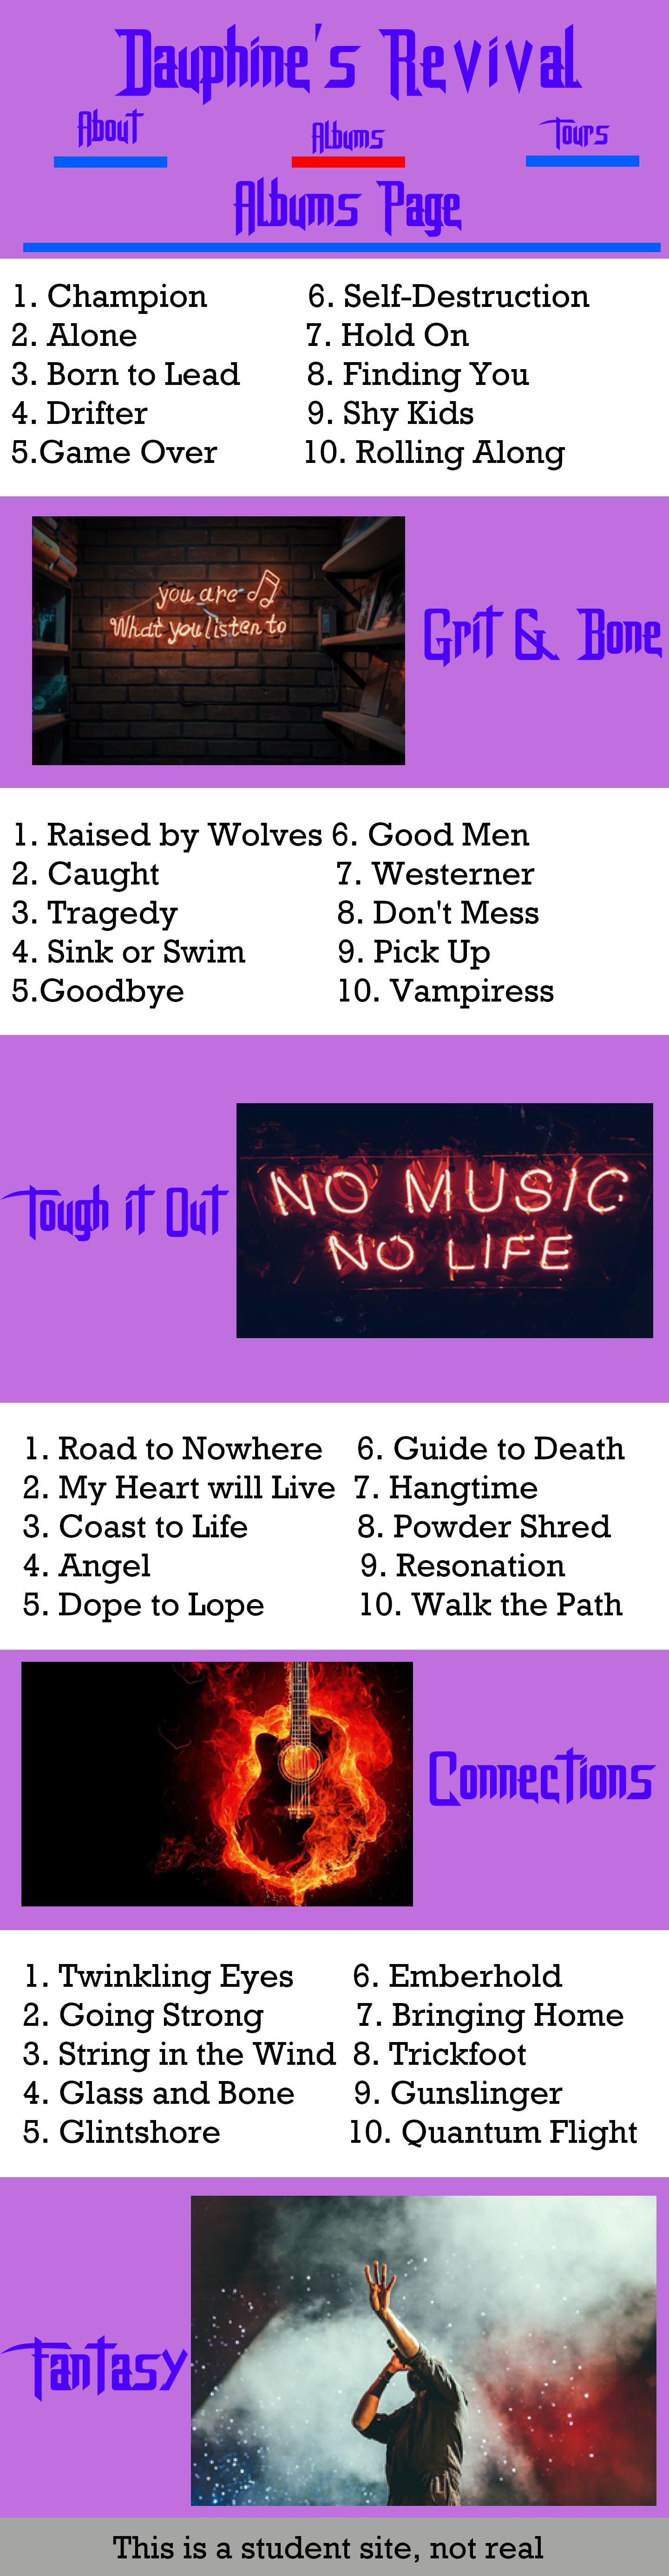 Dauphine's Revival
About
Albums
Tours
Albums Page
1. Champion
2. Alone
3. Born to Lead
4. Drifter
5.Game Over
6. Self-Destruction
7. Hold On
8. Finding You
9. Shy Kids
10. Rolling Along
you are
What you listen to
Grit & Bone
1. Raised by Wolves
2. Caught
3. Tragedy
4. Sink or Swim
5.Goodbye
6. Good Men
7. Westerner
8. Don't Mess
9. Pick Up
10. Vampiress
Tough it Out
NO MUSIC
NO LIFE
1. Road to Nowhere
2. My Heart will Live
3. Coast to Life
4. Angel
5. Dope to Lope
6. Guide to Death
7. Hangtime
8. Powder Shred
9. Resonation
10. Walk the Path
Connections
1. Twinkling Eyes
2. Going Strong
3. String in the Wind
4. Glass and Bone
5. Glintshore
6. Emberhold
7. Bringing Home
8. Trickfoot
9. Gunslinger
10. Quantum Flight
Fantasy
This is a student site, not real